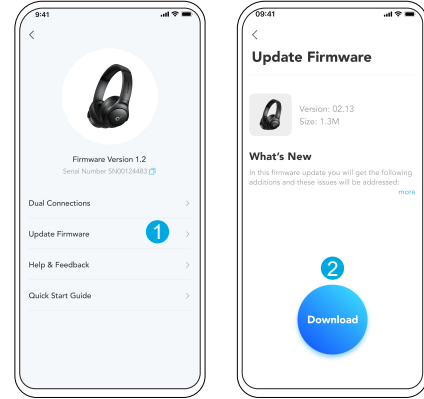 9:41
Firmware Version 1.2
Serial Number SN00124483
Dual Connections
Update Firmware
1
Help & Feedback
Quick Start Guide
09:41
Update Firmware
Version: 02.13
Size: 1.3M
What's New
In this firmware update you will get the following
additions and these issues will be addressed:
more
2
Download